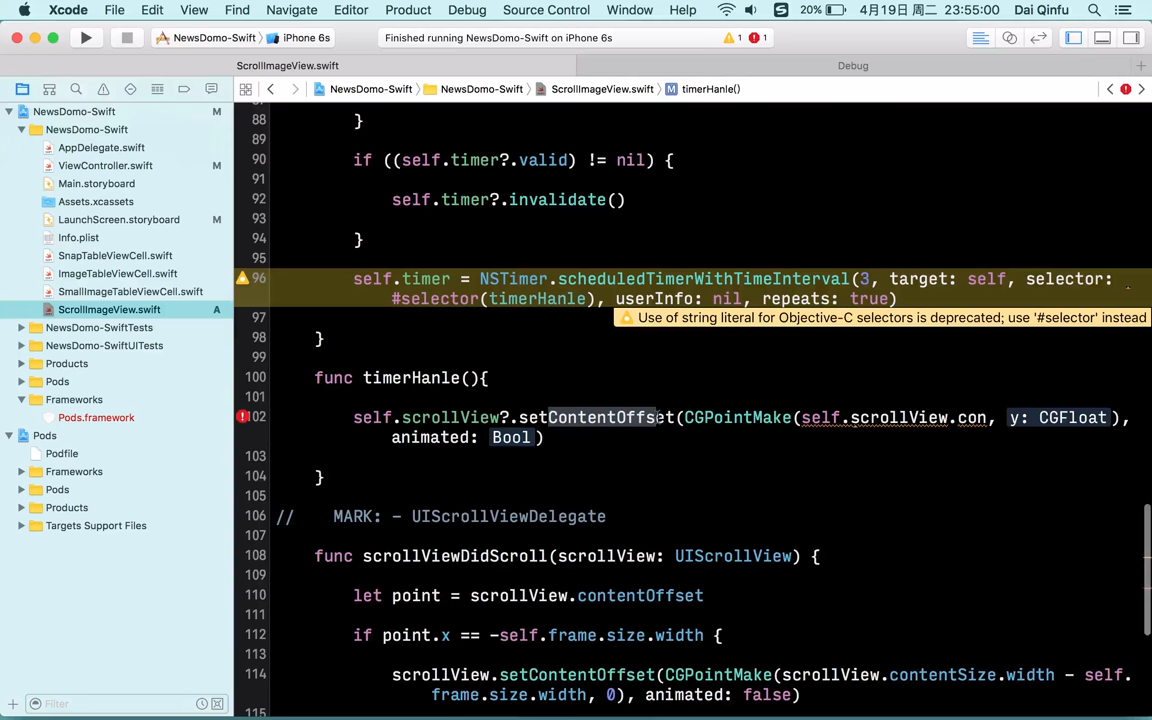 Xcode File Edit View Find Navigate Editor Product Debug Source Control Window Help 20% 4月19日 周二 23:55:00 Dai Qinfu
NewsDomo-Swift iPhone 6s Finished running NewsDomo-Swift on iPhone 6s 1 1
ScrollImageView.swift Debug
NewsDomo-Swift NewsDomo-Swift ScrollImageView.swift M timerHanle()
NewsDomo-Swift M
NewsDomo-Swift
AppDelegate.swift
ViewController.swift M
Main.storyboard
Assets.xcassets
LaunchScreen.storyboard M
Info.plist
SnapTableViewCell.swift
ImageTableViewCell.swift
SmallImageTableViewCell.swift
ScrollImageView.swift A
NewsDomo-SwiftTests
NewsDomo-SwiftUITests
Products
Pods
Frameworks
Pods.framework
Pods
Podfile
Frameworks
Pods
Products
Targets Support Files
Filter
88 }
89
90 if ((self.timer?.valid) != nil) {
91
92 self.timer?.invalidate()
93
94 }
95
96 self.timer = NSTimer.scheduledTimerWithTimeInterval(3, target: self, selector:
#selector(timerHanle), userInfo: nil, repeats: true)
Use of string literal for Objective-C selectors is deprecated; use '#selector' instead
97
98 }
99
100 func timerHanle(){
101
102 self.scrollView?.setContentOffset(CGPointMake(self.scrollView.con, y: CGFloat),
animated: Bool)
103
104 }
105
106 // MARK: - UIScrollViewDelegate
107
108 func scrollViewDidScroll(scrollView: UIScrollView) {
109
110 let point = scrollView.contentOffset
111
112 if point.x == -self.frame.size.width {
113
114 scrollView.setContentOffset(CGPointMake(scrollView.contentSize.width - self.
frame.size.width, 0), animated: false)
115